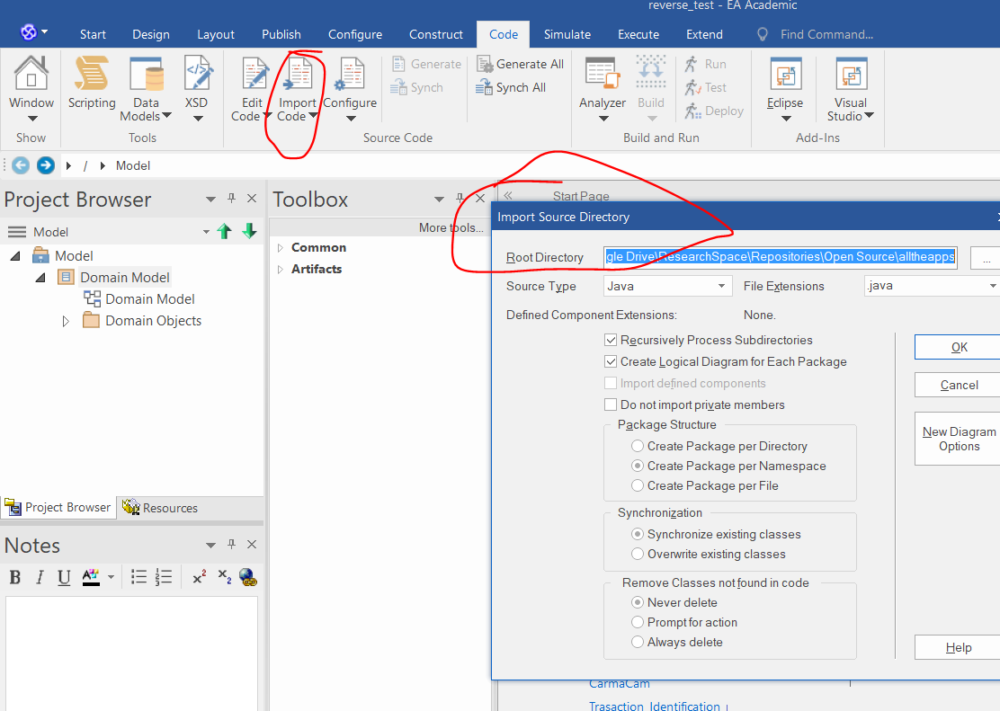 reverse_test - EA Academic
Start Design Layout Publish Configure Construct Code Simulate Execute Extend Find Command...
Window
Show
Scripting
Data Models
XSD
Tools
Edit Code
Import Code
Configure
Generate
Synch
Generate All
Synch All
Source Code
Analyzer
Build
Run
Test
Deploy
Build and Run
Eclipse
Visual Studio
Add-Ins
/ Model
Project Browser
Model
Model
Domain Model
Domain Model
Domain Objects
Project Browser Resources
Notes
B I U A x² x₂
Toolbox
More tools...
Common
Artifacts
Start Page
Import Source Directory
Root Directory gle Drive\ResearchSpace\Repositories\Open Source\alltheapps ...
Source Type Java File Extensions .java
Defined Component Extensions: None.
Recursively Process Subdirectories
Create Logical Diagram for Each Package
Import defined components
Do not import private members
Package Structure
Create Package per Directory
Create Package per Namespace
Create Package per File
Synchronization
Synchronize existing classes
Overwrite existing classes
Remove Classes not found in code
Never delete
Prompt for action
Always delete
OK
Cancel
New Diagram Options
Help
CarmaCam
Trasaction Identification